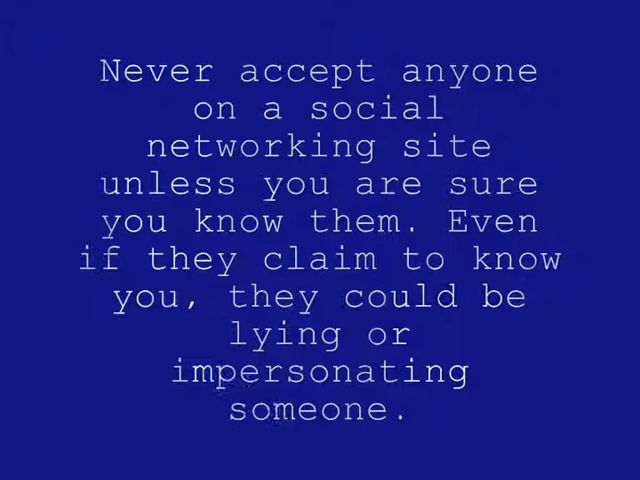 Never accept anyone
on a social
networking site
unless you are sure
you know them. Even
if they claim to know
you, they could be
lying or
impersonating
someone.